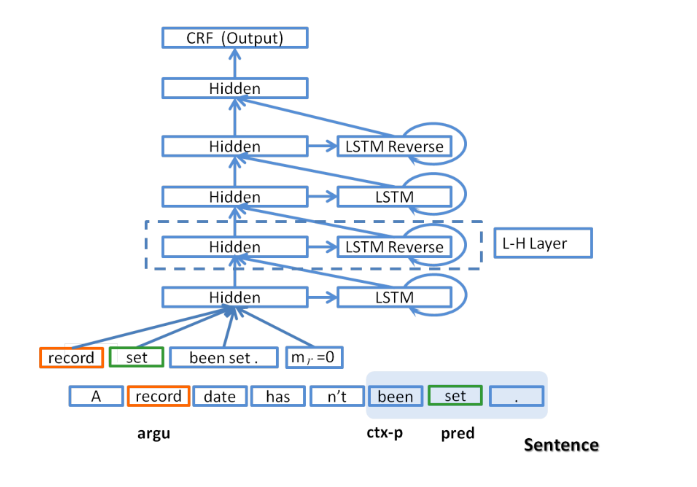 CRF (Output)
Hidden
Hidden LSTM Reverse
Hidden LSTM
Hidden LSTM Reverse L-H Layer
Hidden LSTM
record set been set . m_r=0
A record date has n't been set .
argu ctx-p pred
Sentence